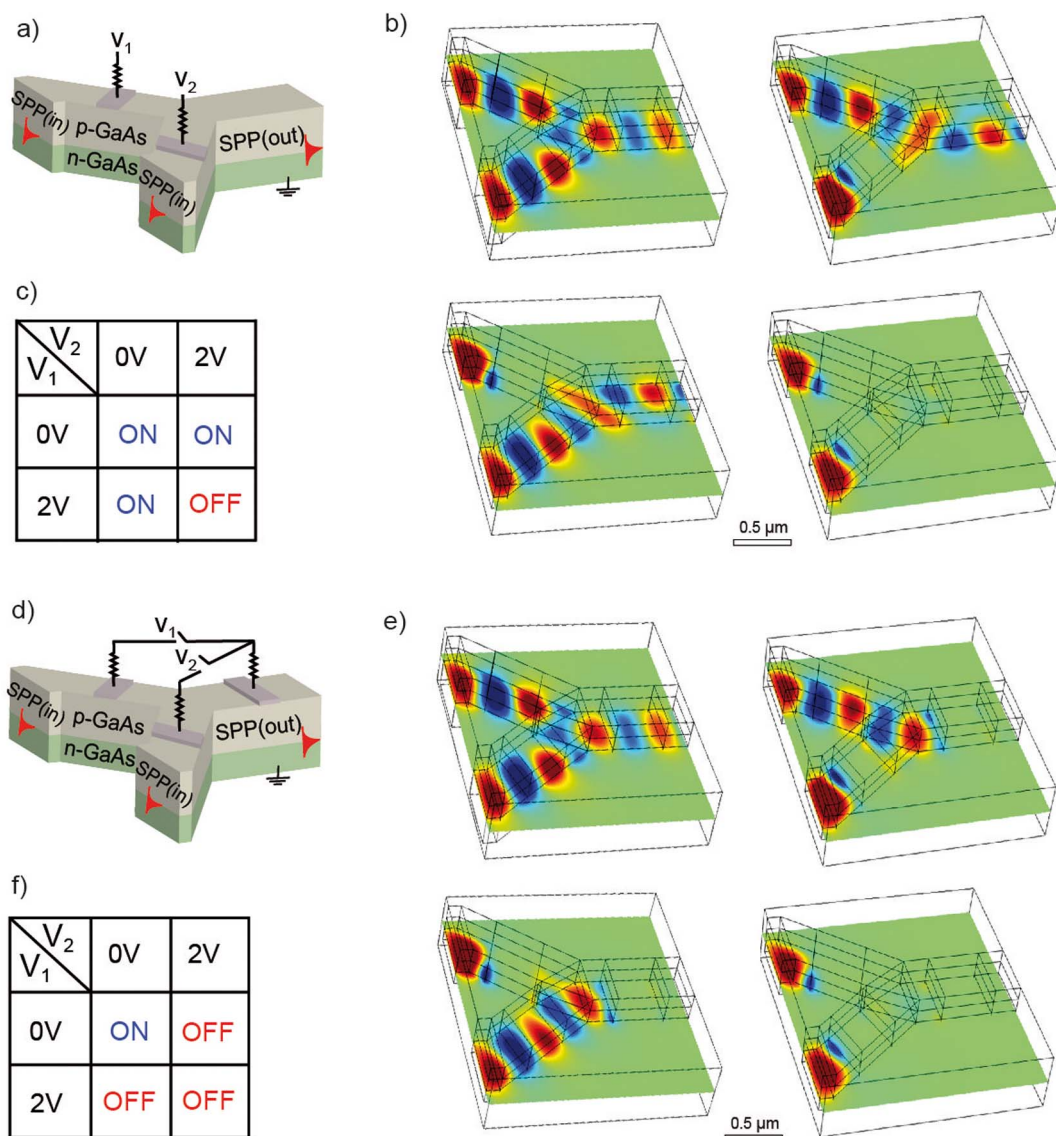 a)
V1
V2
SPP(in)
p-GaAs
n-GaAs
SPP(in)
SPP(out)
b)
c)
V2
V1
0V
2V
0V
ON
ON
2V
ON
OFF
0.5 μm
d)
V1
V2
SPP(in)
p-GaAs
n-GaAs
SPP(in)
SPP(out)
e)
f)
V2
V1
0V
2V
0V
ON
OFF
2V
OFF
OFF
0.5 μm